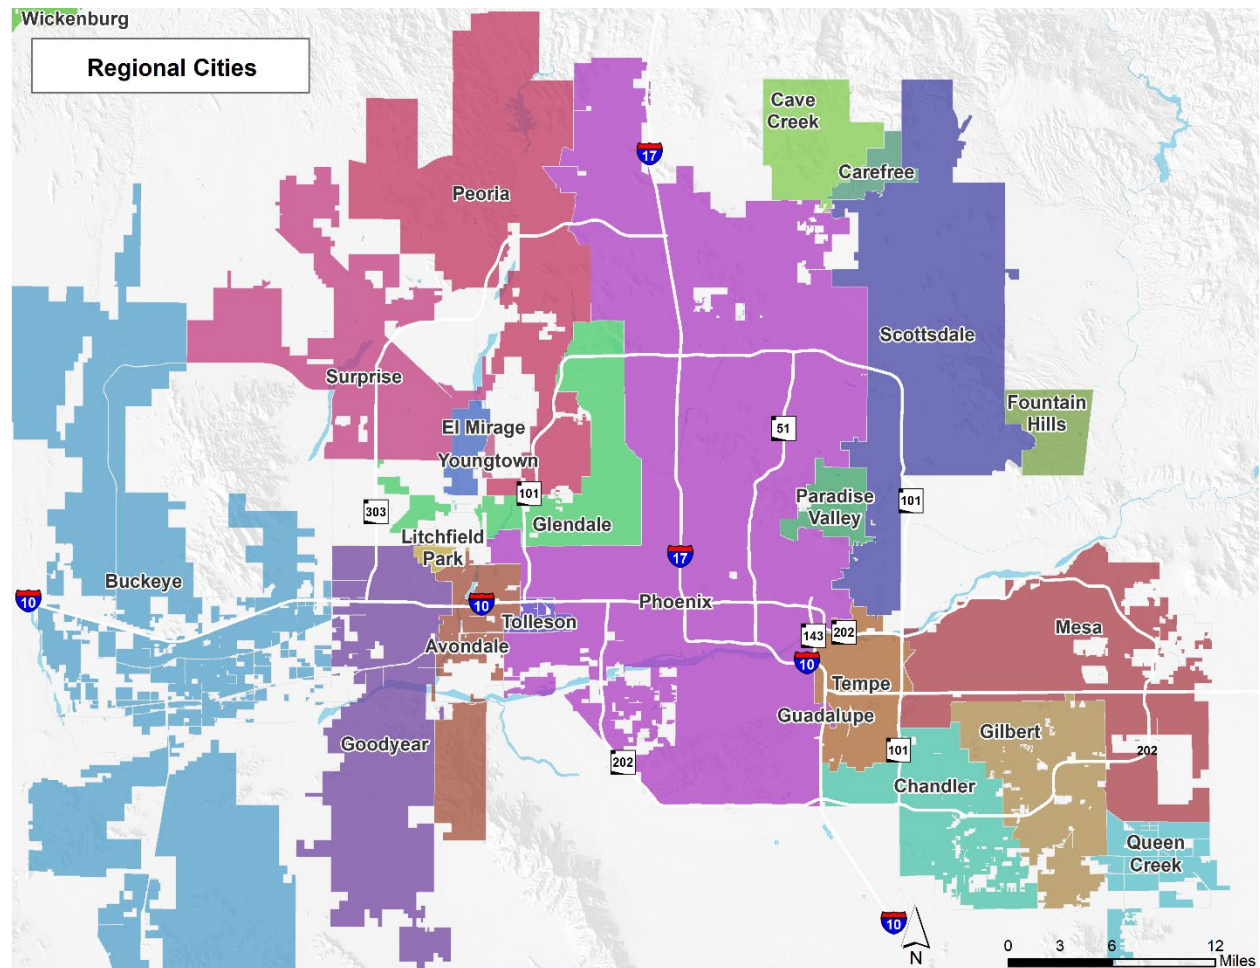 Wickenburg
Regional Cities
Cave
Creek
17
Carefree
Peoria
Scottsdale
Surprise
Fountain
Hills
El Mirage
51
Youngtown
101
Paradise
Valley
101
303
Glendale
Litchfield
Park
17
Buckeye
10
10
Phoenix
Tolleson
143
202
Mesa
Avondale
10
Tempe
Guadalupe
Goodyear
Gilbert
101
202
202
Chandler
Queen
Creek
10
N
0 3 6 12
Miles